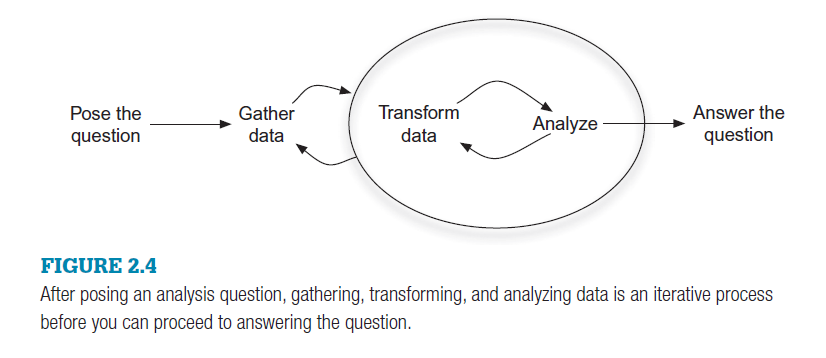 Pose the
question
Gather
data
Transform
data
Analyze
Answer the
question
FIGURE 2.4
After posing an analysis question, gathering, transforming, and analyzing data is an iterative process
before you can proceed to answering the question.